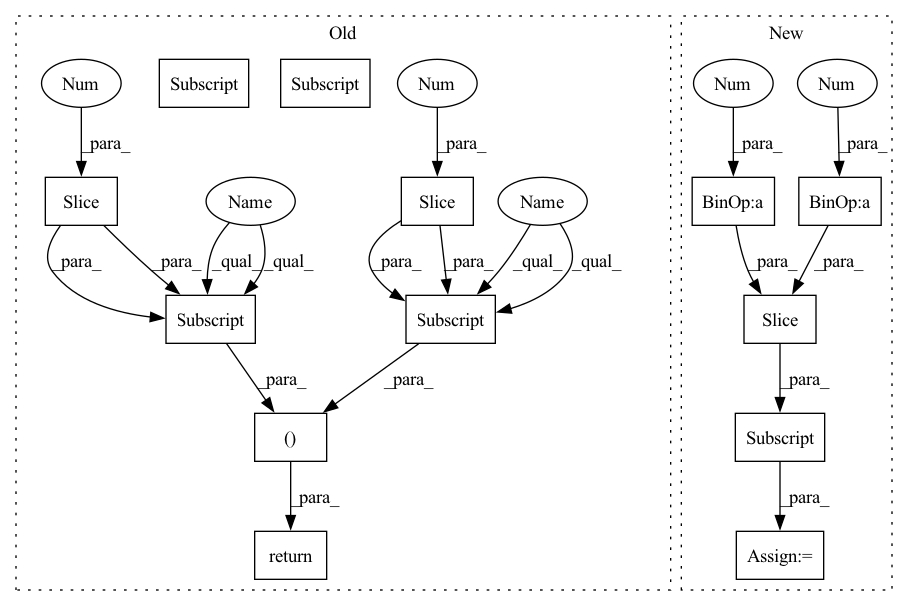 Old
New
Num
Subscript
Subscript
Num
Num
Num
_para_
_para_
_para_
_para_
Slice
Name
Slice
Name
BinOp:a
BinOp:a
_para_
_para_
_qual_
_qual_
_para_
_para_
_qual_
_qual_
_para_
_para_
Subscript
Subscript
Slice
_para_
_para_
_para_
()
Subscript
_para_
_para_
return
Assign:=